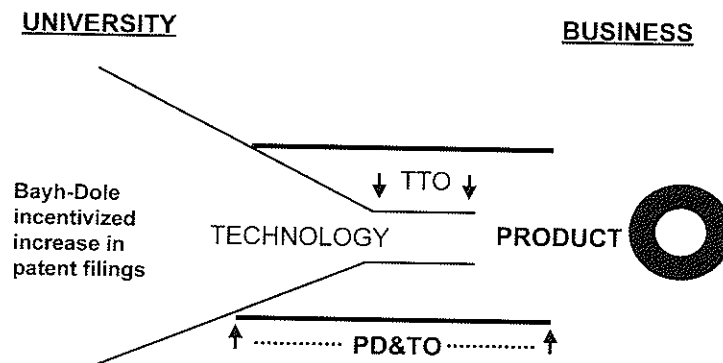 UNIVERSITY
BUSINESS
TTO
Bayh-Dole
incentivized
increase in
patent filings
TECHNOLOGY
PRODUCT
PD&TO